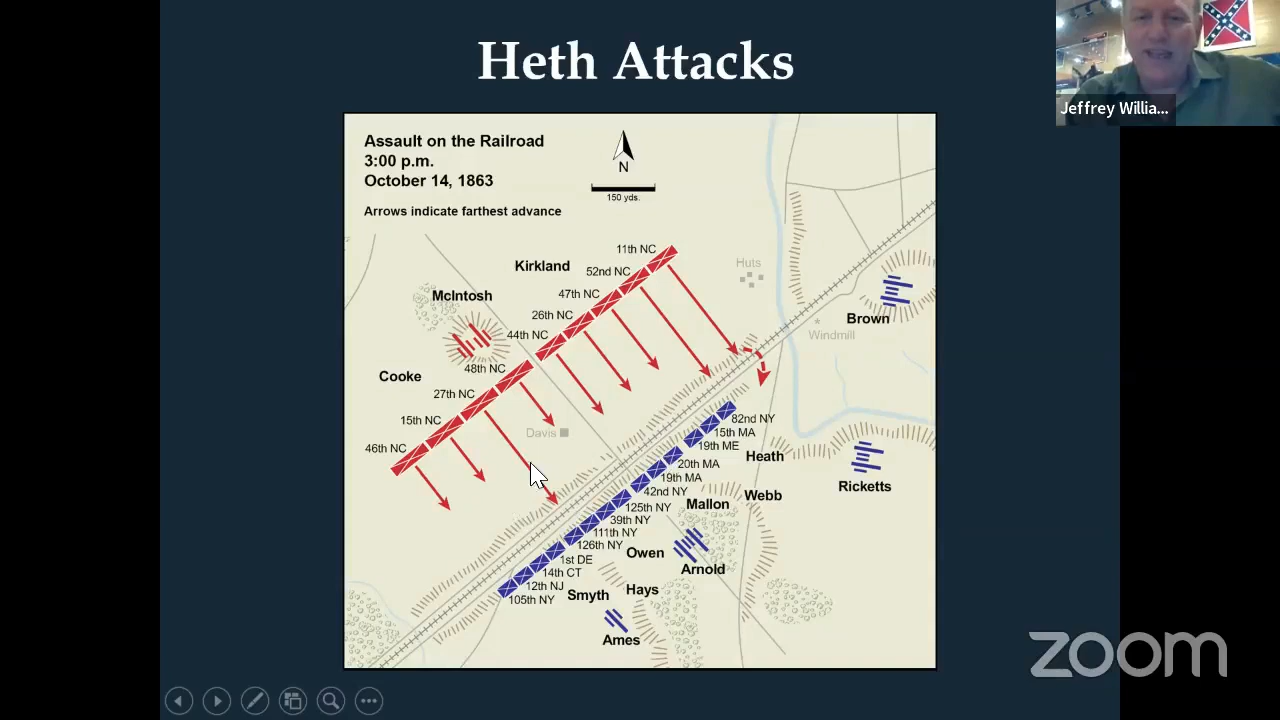 Heth Attacks
Jeffrey Willia...
Assault on the Railroad
3:00 p.m.
October 14, 1863
Arrows indicate farthest advance
N
150 yds.
11th NC
Kirkland
52nd NC
Huts
47th NC
McIntosh
26th NC
Brown
44th NC
Windmill
48th NC
Cooke
27th NC
15th NC
Davis
46th NC
82nd NY
15th MA
19th ME
Heath
20th MA
19th MA
42nd NY
Ricketts
Webb
Mallon
125th NY
39th NY
111th NY
126th NY
Owen
1st DE
Arnold
14th CT
12th NJ
Hays
105th NY
Smyth
Ames
zoom